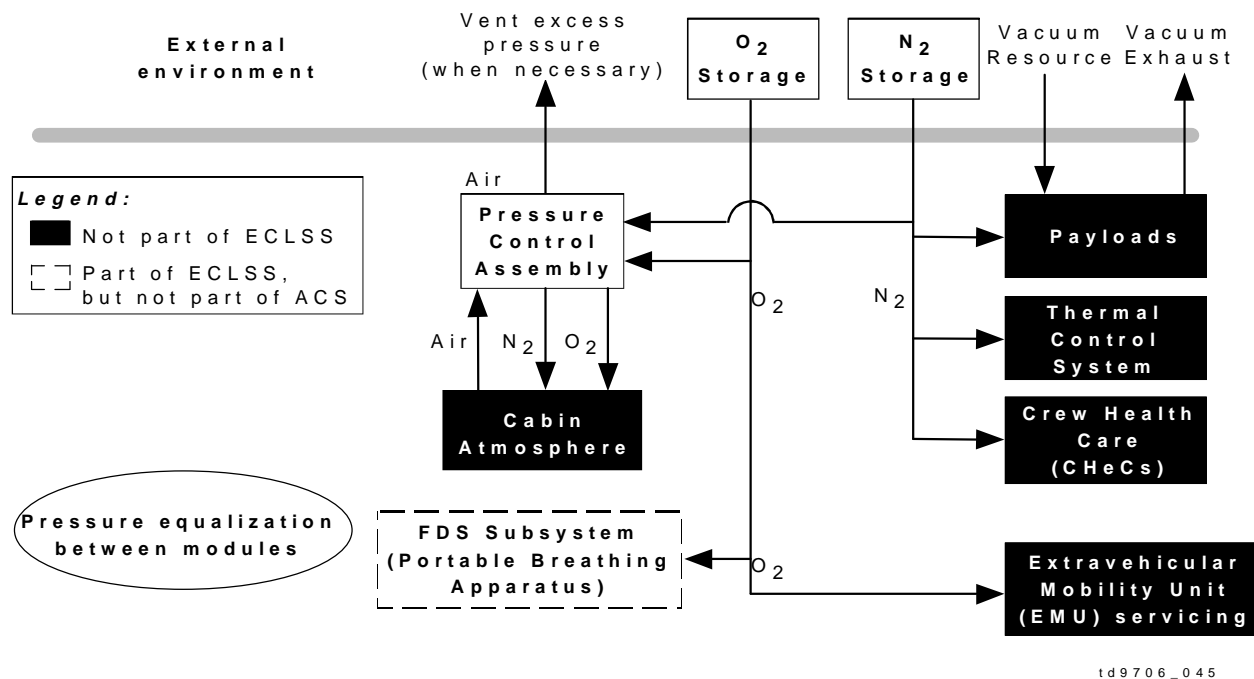 External
environment
Vent excess
pressure
(when necessary)
O2
Storage
N2
Storage
Vacuum
Resource
Vacuum
Exhaust
Legend:
Not part of ECLSS
Part of ECLSS,
but not part of ACS
Air
Pressure
Control
Assembly
Payloads
O2
N2
Air
N2
O2
Thermal
Control
System
Cabin
Atmosphere
Crew Health
Care
(CHeCs)
Pressure equalization
between modules
FDS Subsystem
(Portable Breathing
Apparatus)
O2
Extravehicular
Mobility Unit
(EMU) servicing
td9706_045